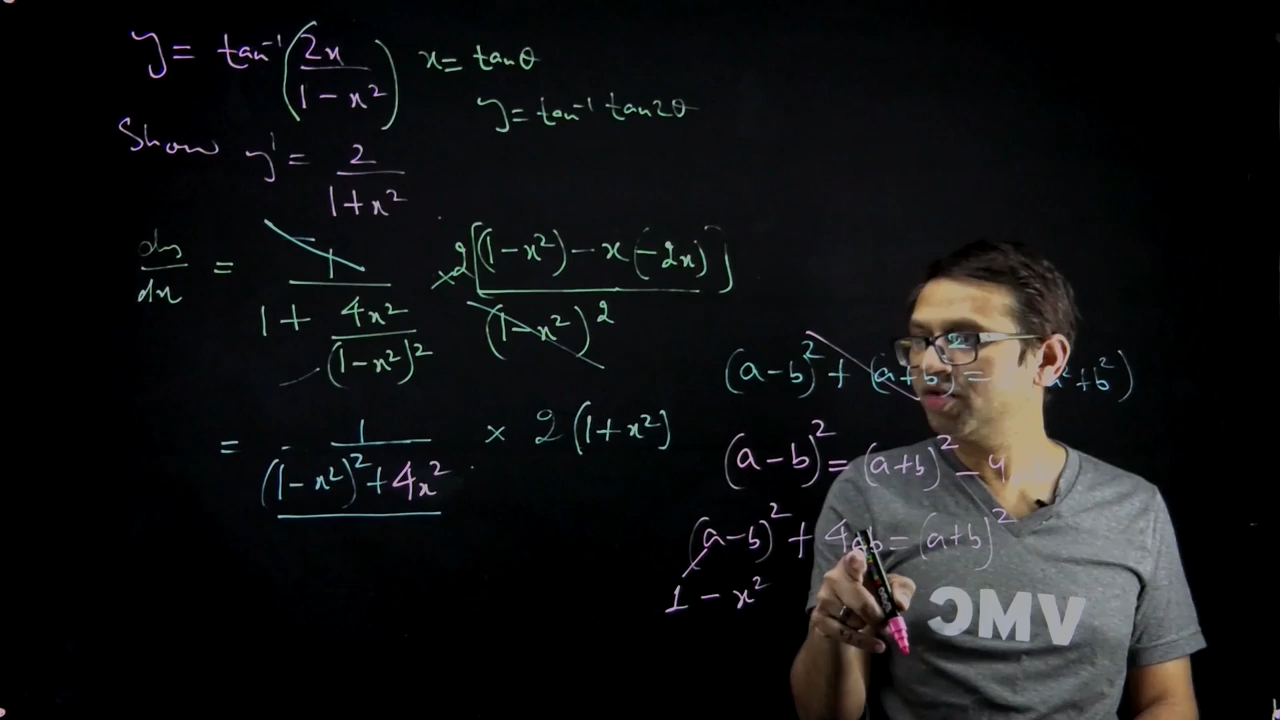 y = tan⁻¹(2x/(1 - x²)) x = tanθ
y = tan⁻¹ tan2θ
Show y' = 2/(1 + x²)
dy/dx = 1/(1 + 4x²/(1-x²)²) × 2[(1-x²) - x(-2x)]/(1-x²)²
(a-b)² + (a+b)² = a²+b²)
= 1/((1-x²)² + 4x²) × 2(1+x²)
(a-b)² = (a+b)² - 4
(a-b)² + 4ab = (a+b)²
1 - x²
VMC